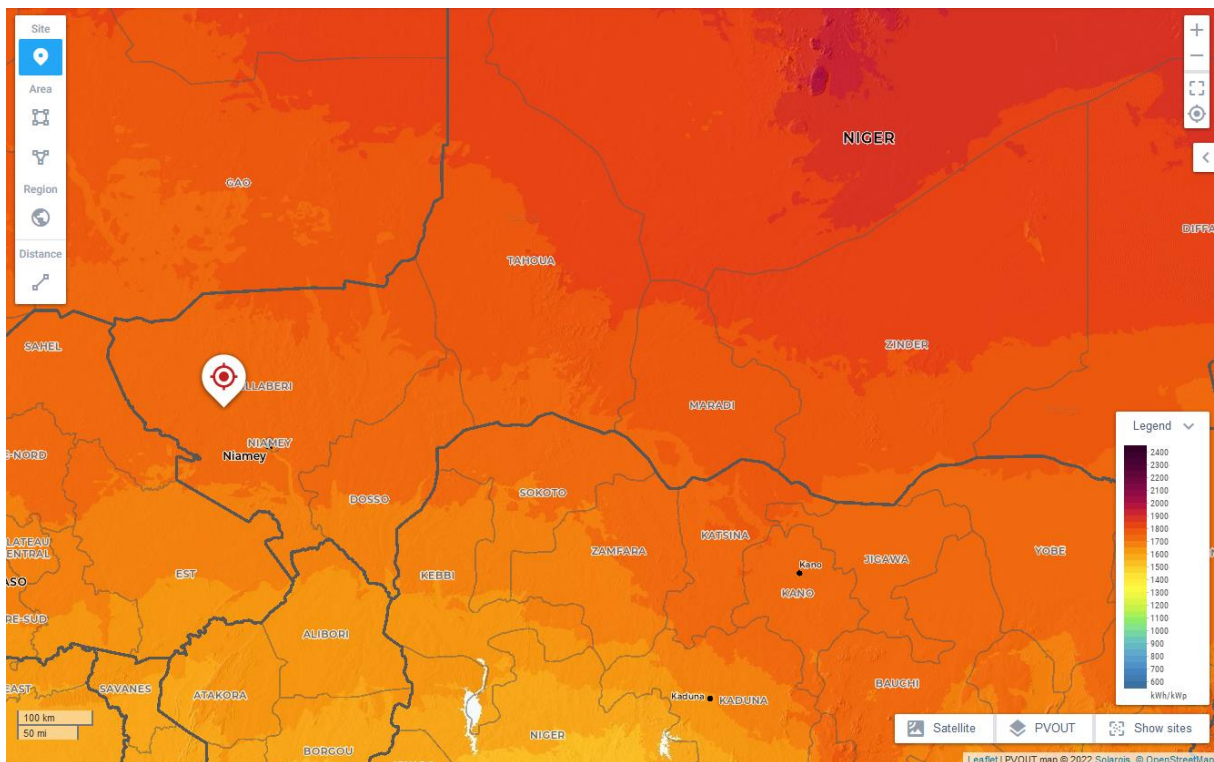 Site
Area
Region
Distance
NIGER
GAO
DIFFA
TAHOUA
SAHEL
ZINDER
ILLABERI
MARADI
NIAMEY
Niamey
E-NORD
DOSSO
SOKOTO
KATSINA
ZAMFARA
JIGAWA
YOBE
LATEAU
CENTRAL
ASO
EST
KEBBI
Kano
KANO
RE-SUD
ALIBORI
EAST
SAVANES
ATAKORA
Kaduna
KADUNA
BAUCHI
NIGER
BORGOU
100 km
50 mi
Legend
2400
2300
2200
2100
2000
1900
1800
1700
1600
1500
1400
1300
1200
1100
1000
900
800
700
600
kWh/kWp
Satellite
PVOUT
Show sites
Leaflet | PVOUT map © 2022 Solargis, © OpenStreetMap